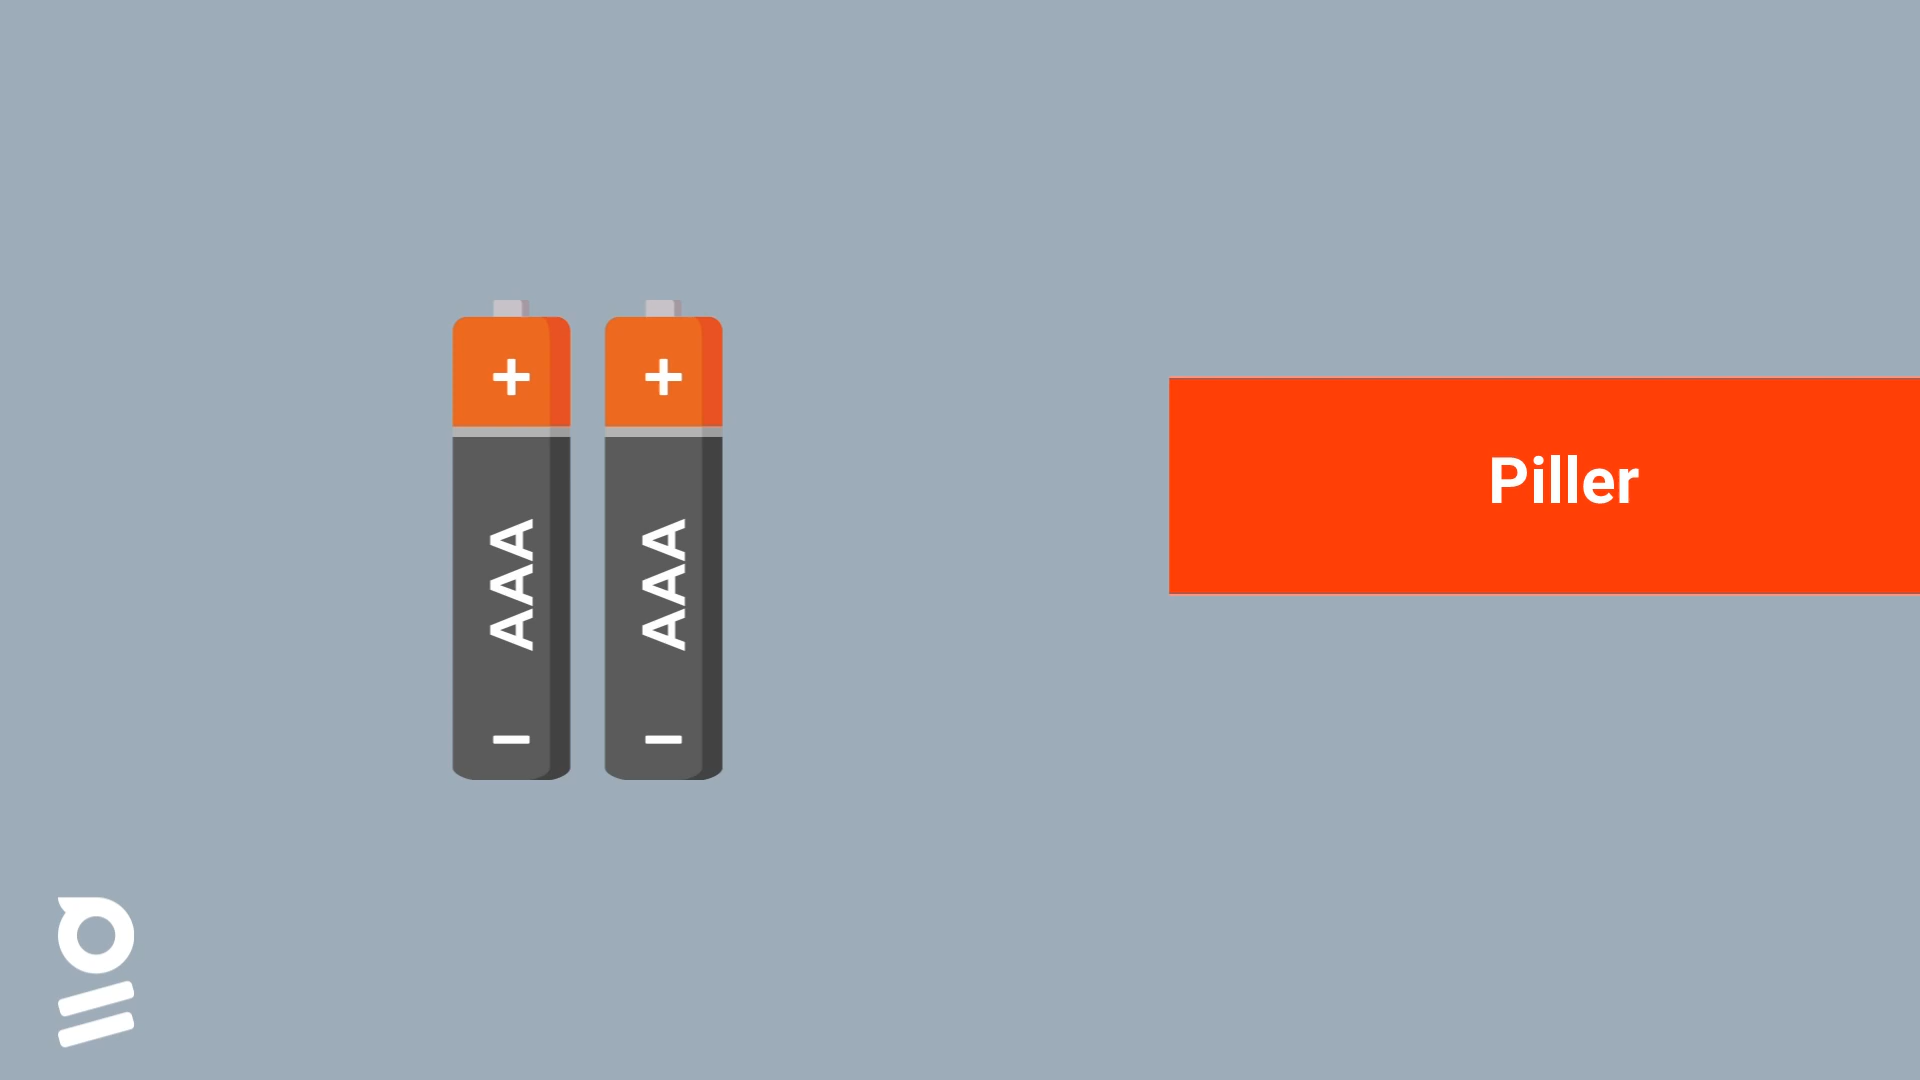 + +
AAA AAA
– –
Piller